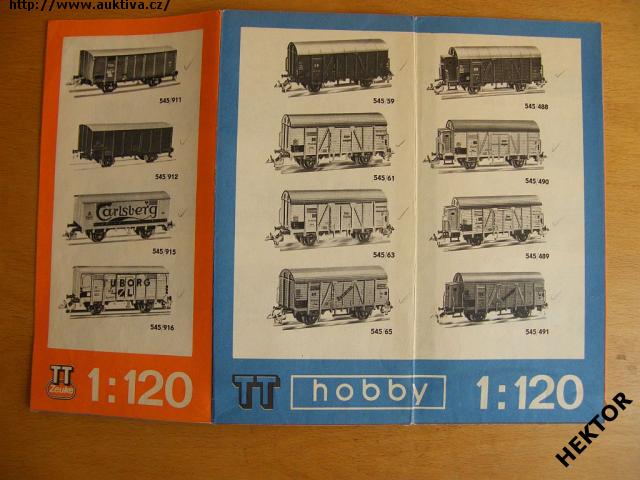 http://www.auktiva.cz/
545/911
545/912
Carlsberg
545/915
UBORG
ØL
545/916
TT
Zeuke
1:120
545/59
545/488
545/61
545/490
545/63
545/489
545/65
545/491
TT hobby 1:120
HEKTOR